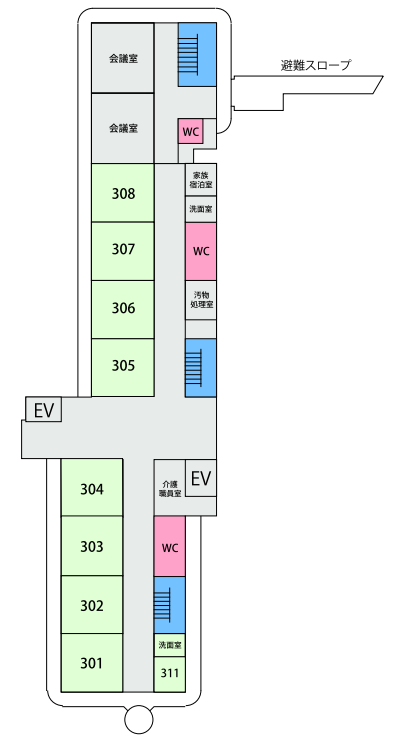 避難スロープ
会議室
会議室
WC
308
家族
宿泊室
洗面室
307
WC
306
汚物
処理室
305
EV
304
介護
職員室
EV
303
WC
302
301
洗面室
311